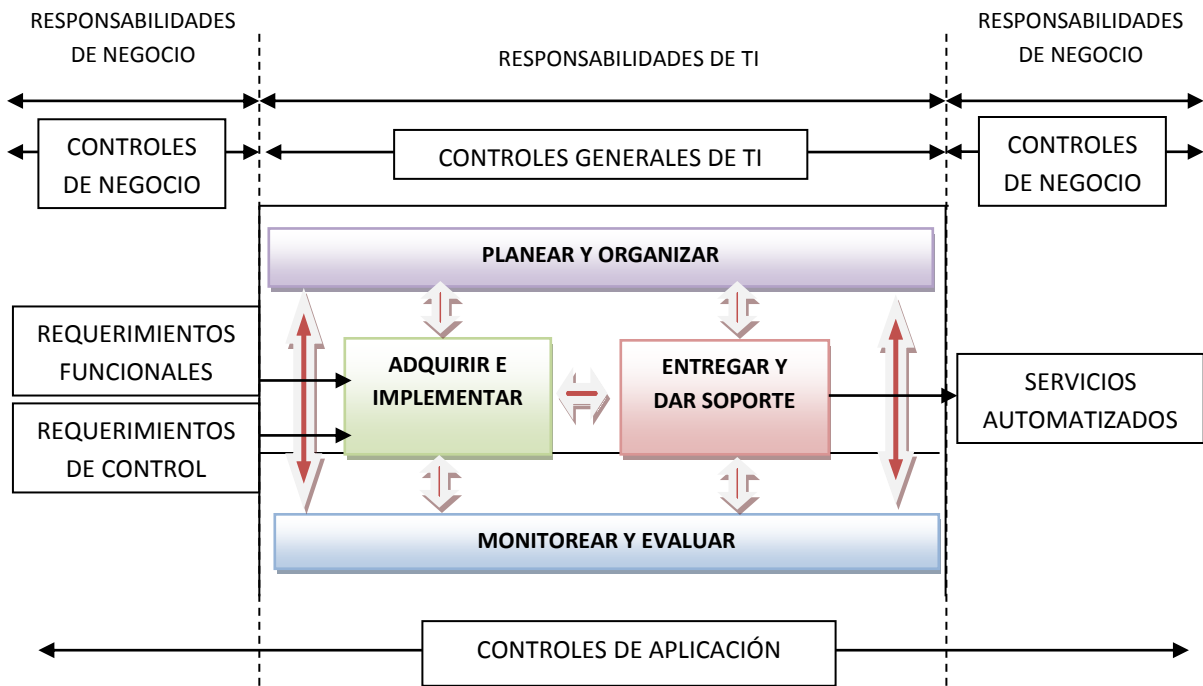 RESPONSABILIDADES
DE NEGOCIO
RESPONSABILIDADES DE TI
RESPONSABILIDADES
DE NEGOCIO
CONTROLES
DE NEGOCIO
CONTROLES GENERALES DE TI
CONTROLES
DE NEGOCIO
PLANEAR Y ORGANIZAR
REQUERIMIENTOS
FUNCIONALES
REQUERIMIENTOS
DE CONTROL
ADQUIRIR E
IMPLEMENTAR
ENTREGAR Y
DAR SOPORTE
SERVICIOS
AUTOMATIZADOS
MONITOREAR Y EVALUAR
CONTROLES DE APLICACIÓN